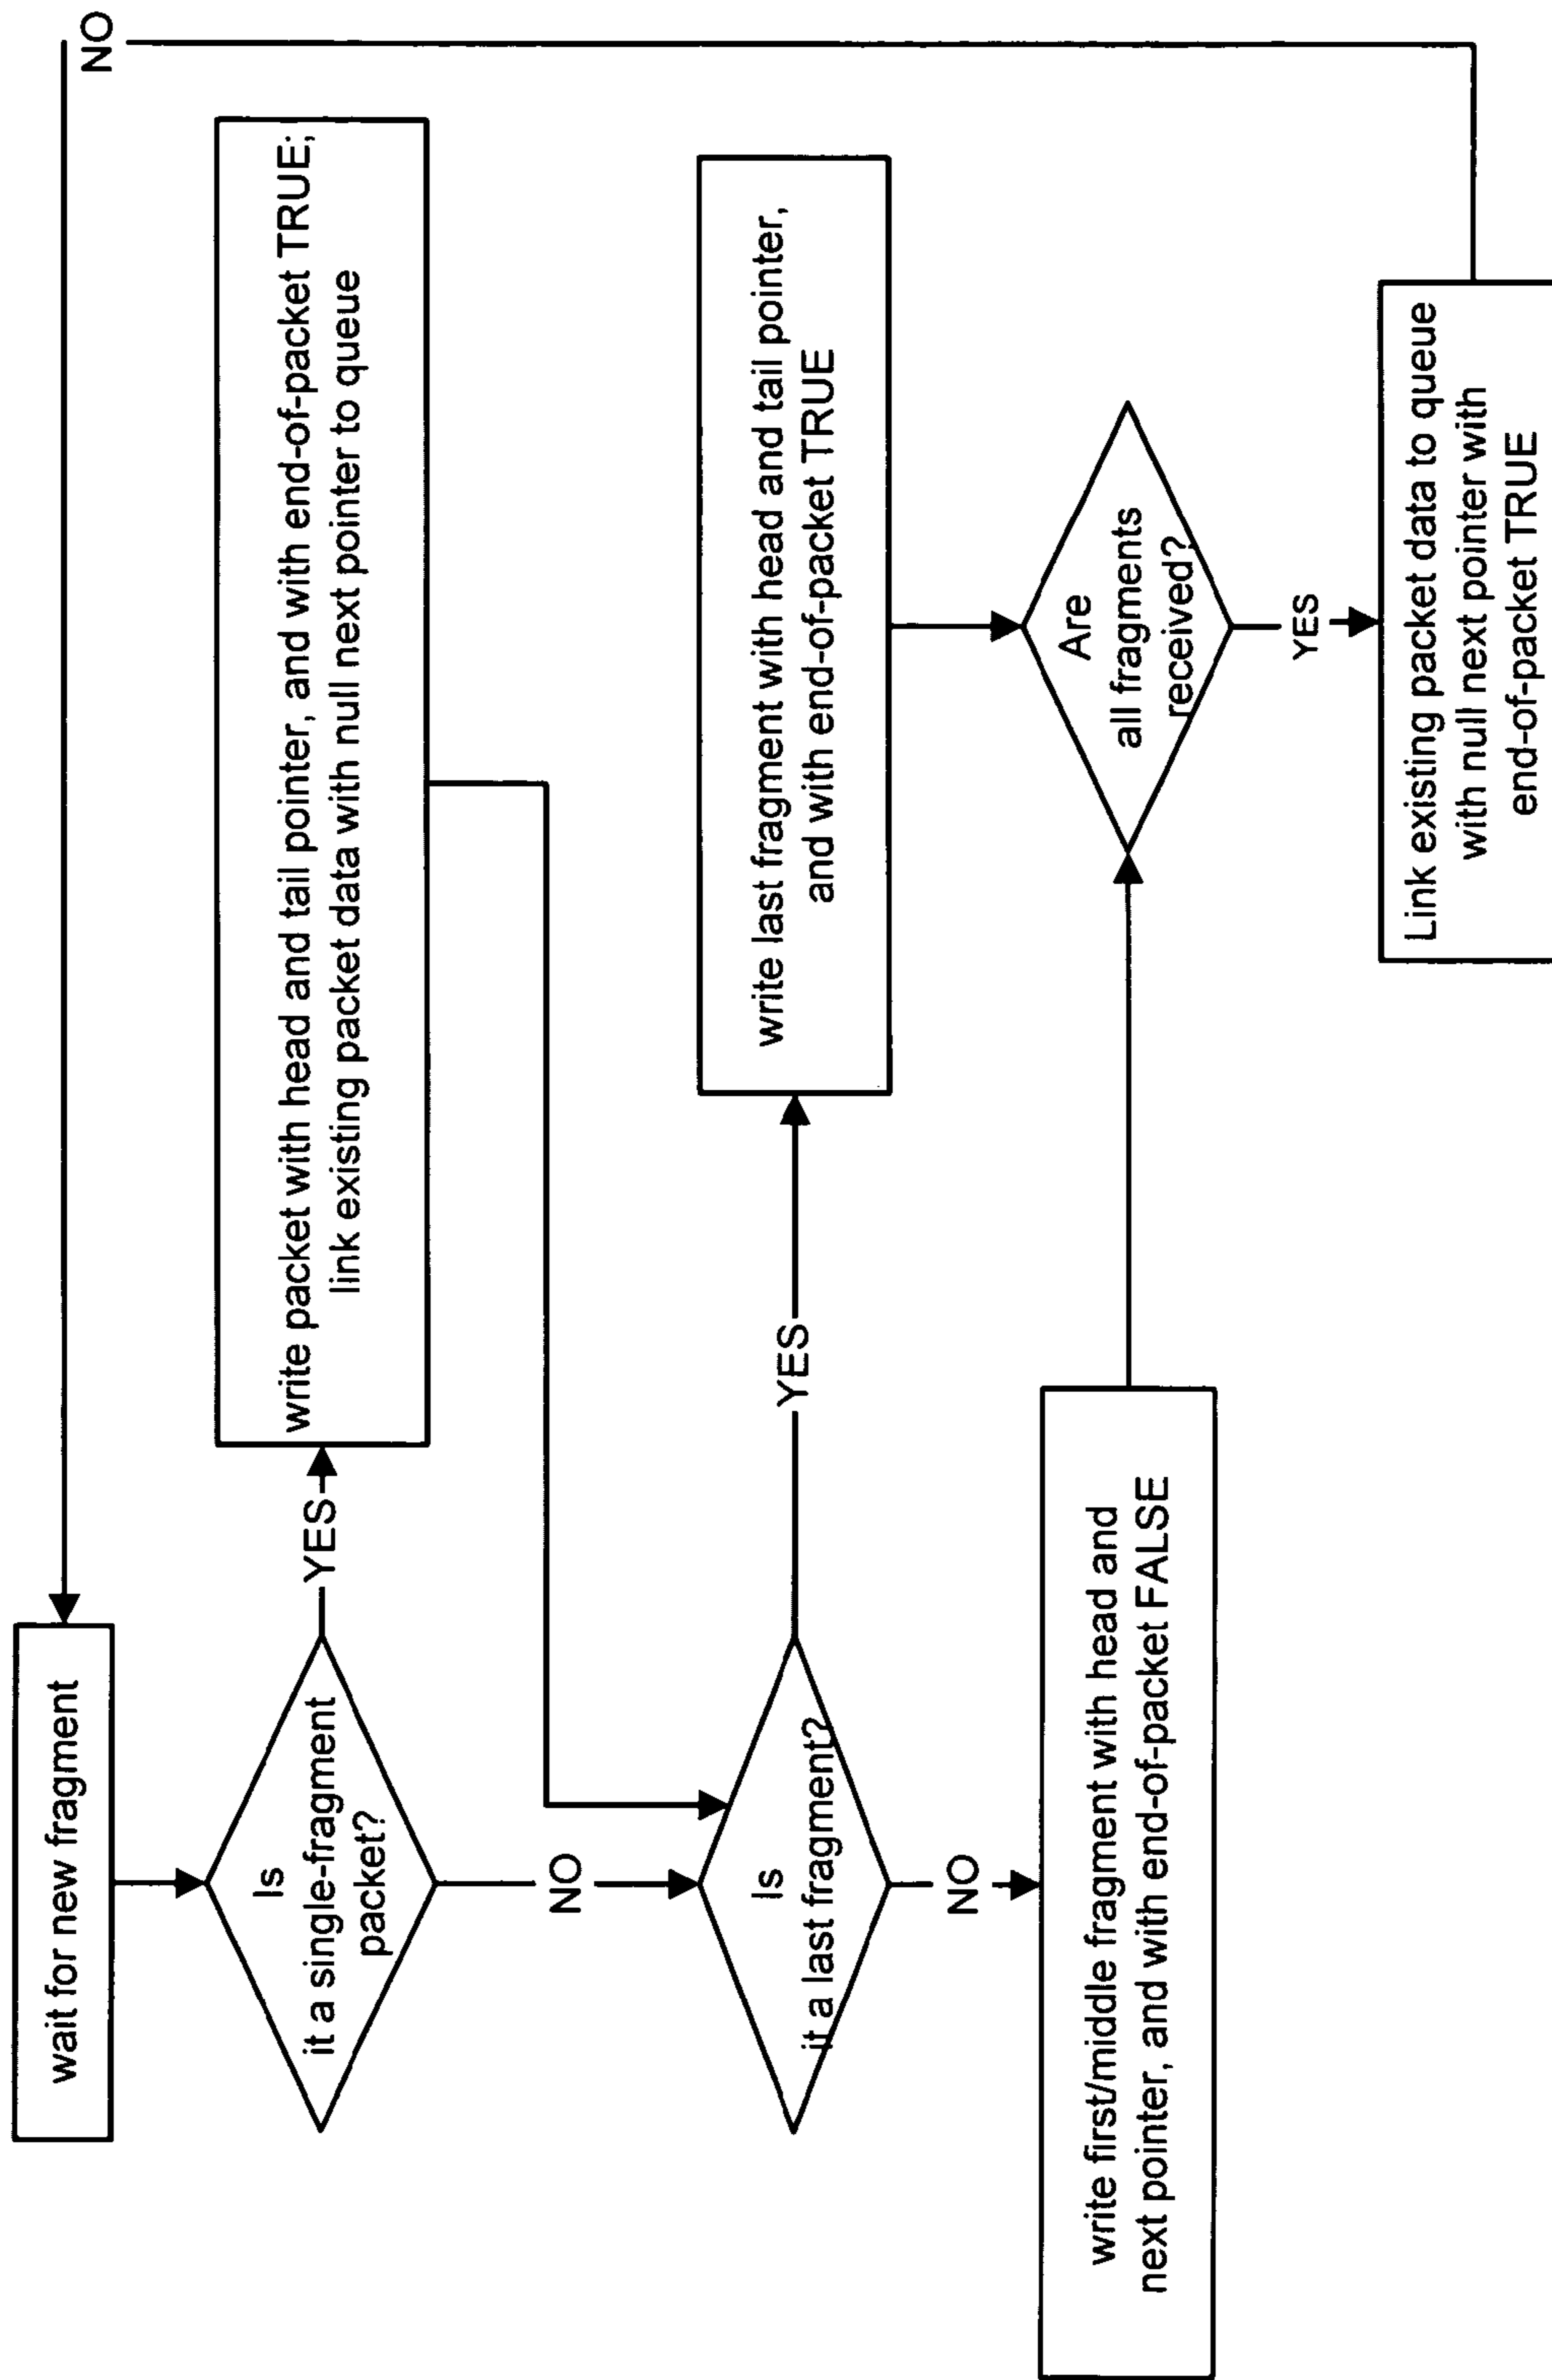 wait for new fragment
NO
Is
it a single-fragment
packet?
YES
write packet with head and tail pointer, and with end-of-packet TRUE;
link existing packet data with null next pointer to queue
NO
Is
it a last fragment?
YES
write last fragment with head and tail pointer,
and with end-of-packet TRUE
NO
write first/middle fragment with head and
next pointer, and with end-of-packet FALSE
Are
all fragments
received?
YES
Link existing packet data to queue
with null next pointer with
end-of-packet TRUE